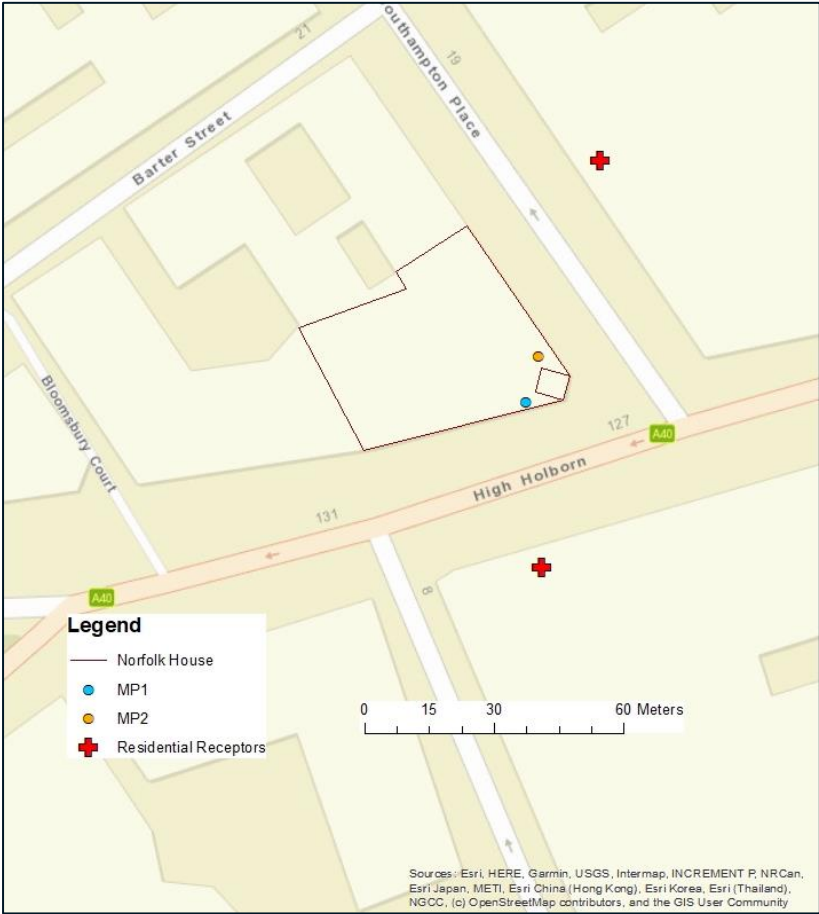 21
outhampton Place
19
Barter Street
Bloomsbury Court
127
A40
High Holborn
131
8
A40
Legend
Norfolk House
MP1
MP2
Residential Receptors
0 15 30 60 Meters
Sources: Esri, HERE, Garmin, USGS, Intermap, INCREMENT P, NRCan,
Esri Japan, METI, Esri China (Hong Kong), Esri Korea, Esri (Thailand),
NGCC, (c) OpenStreetMap contributors, and the GIS User Community